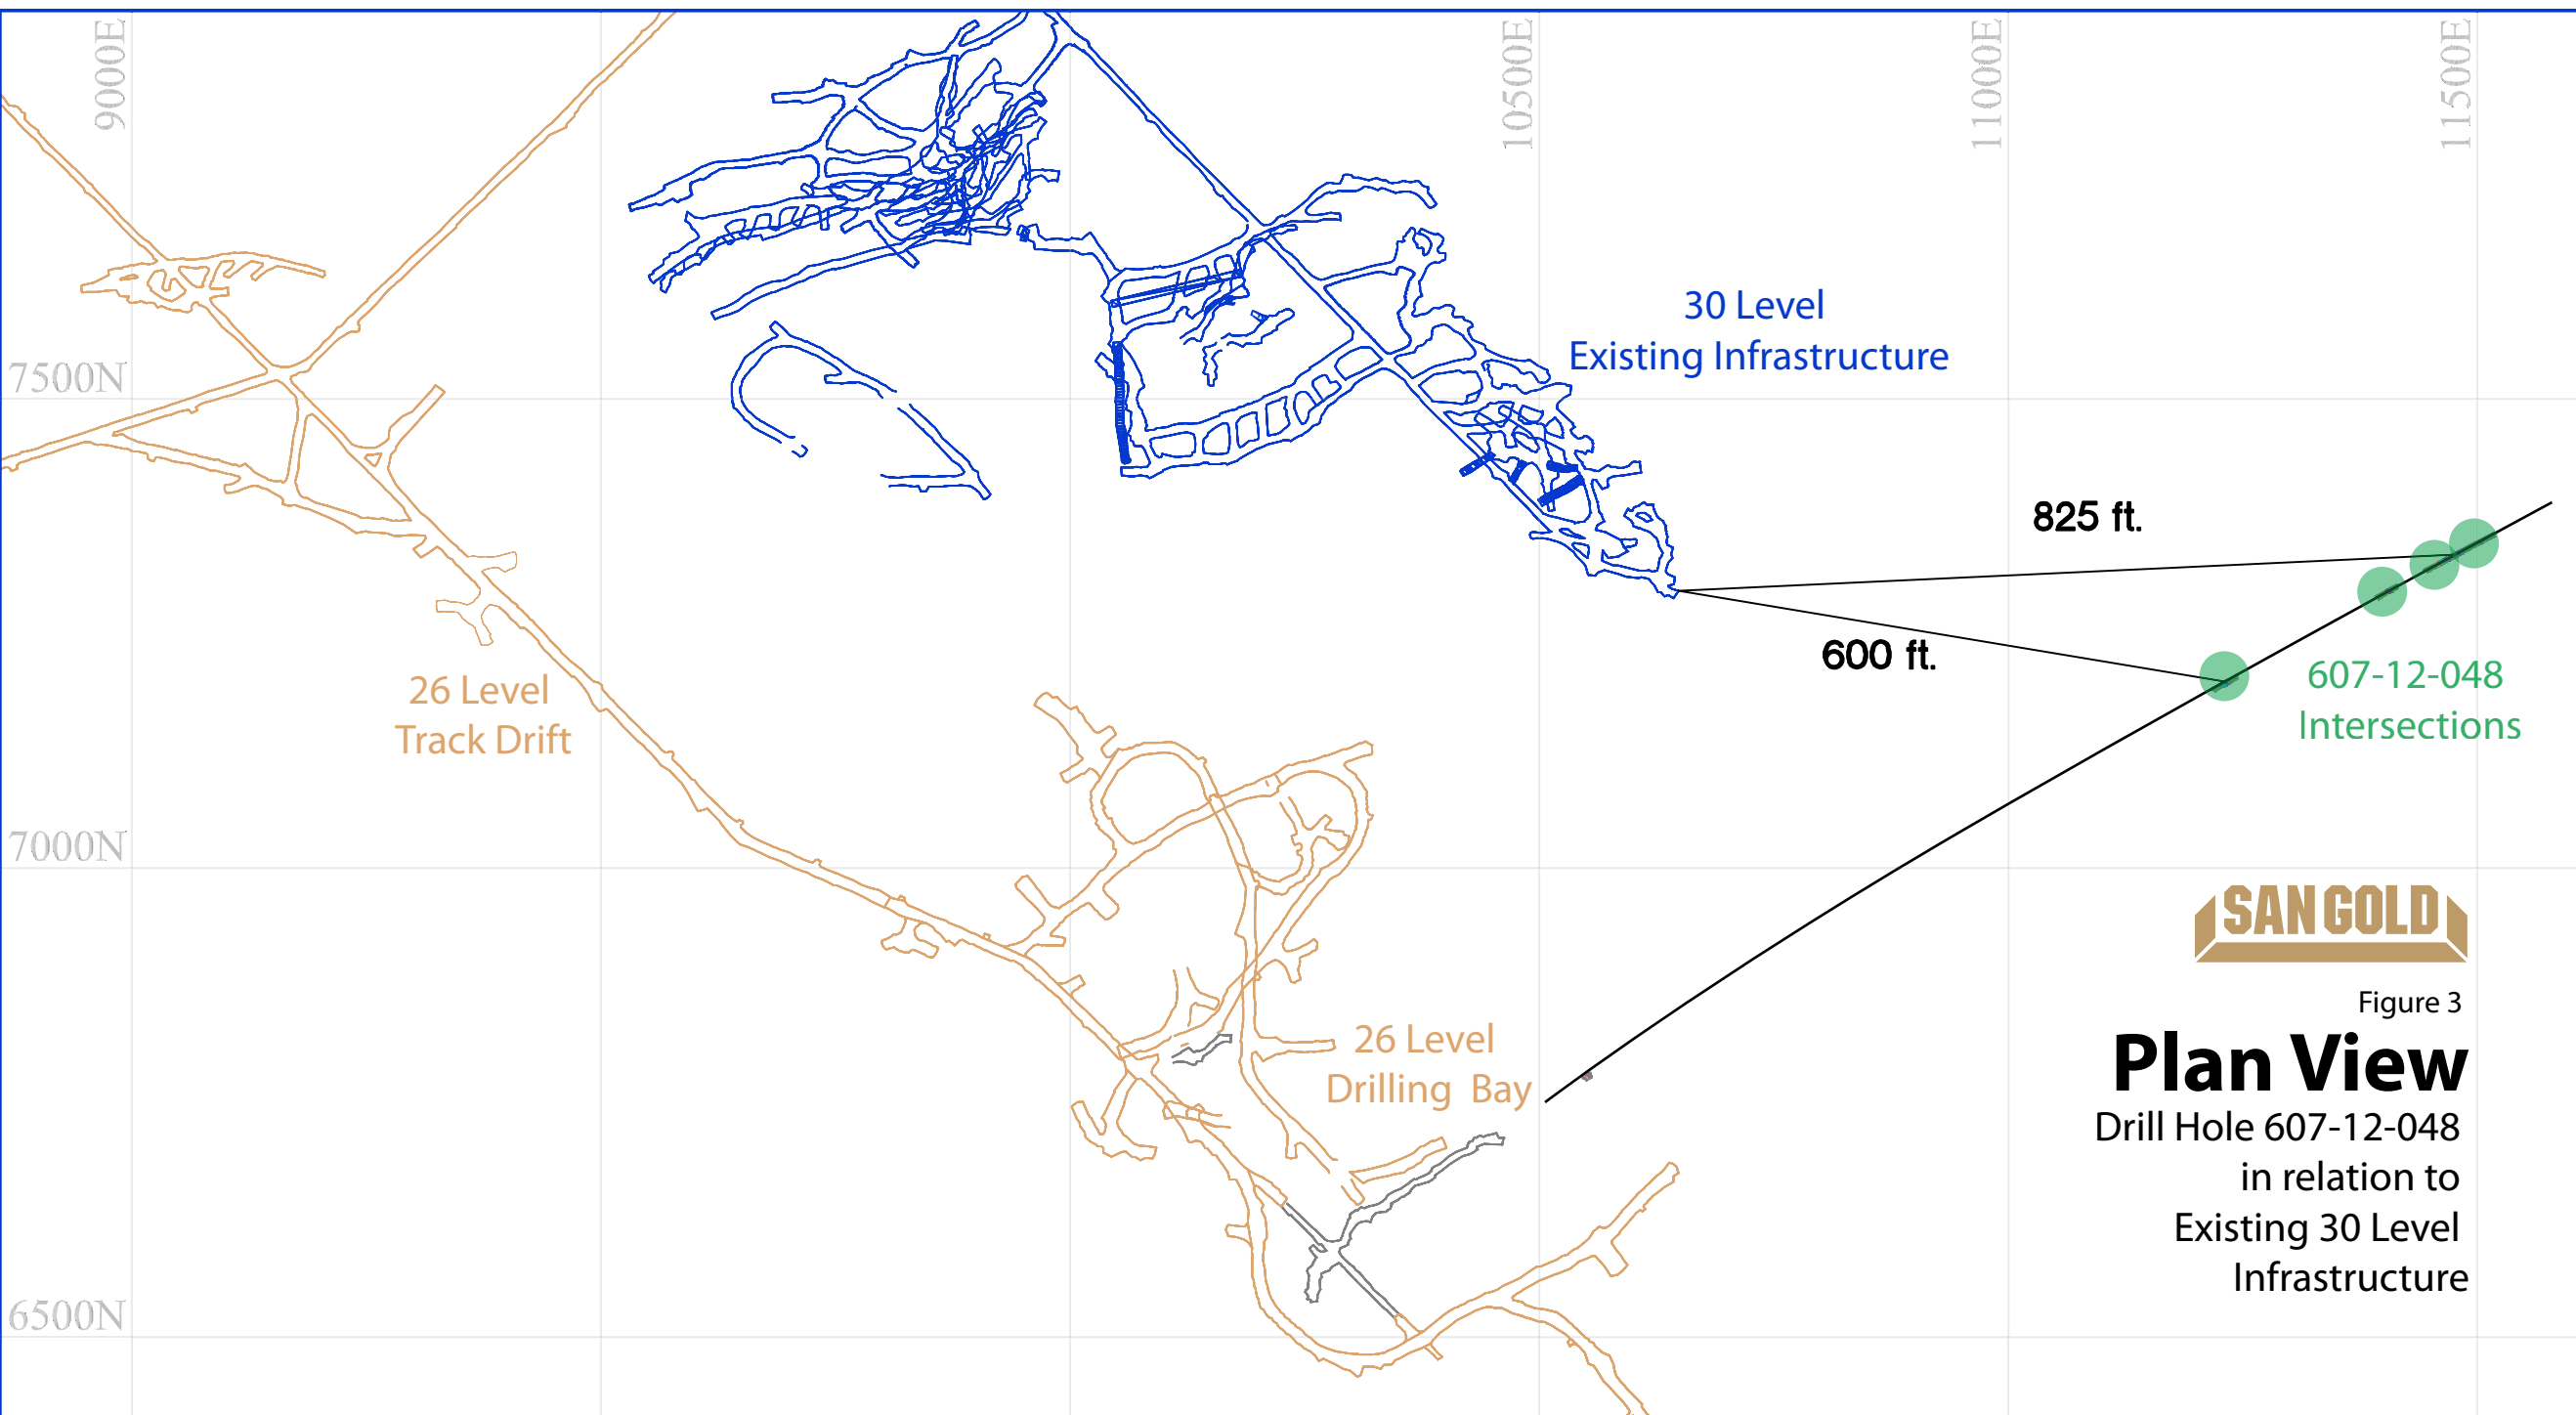 9000E
10500E
11000E
11500E
7500N
7000N
6500N
30 Level
Existing Infrastructure
825 ft.
600 ft.
607-12-048
Intersections
26 Level
Track Drift
26 Level
Drilling Bay
SAN GOLD
Figure 3
Plan View
Drill Hole 607-12-048
in relation to
Existing 30 Level
Infrastructure